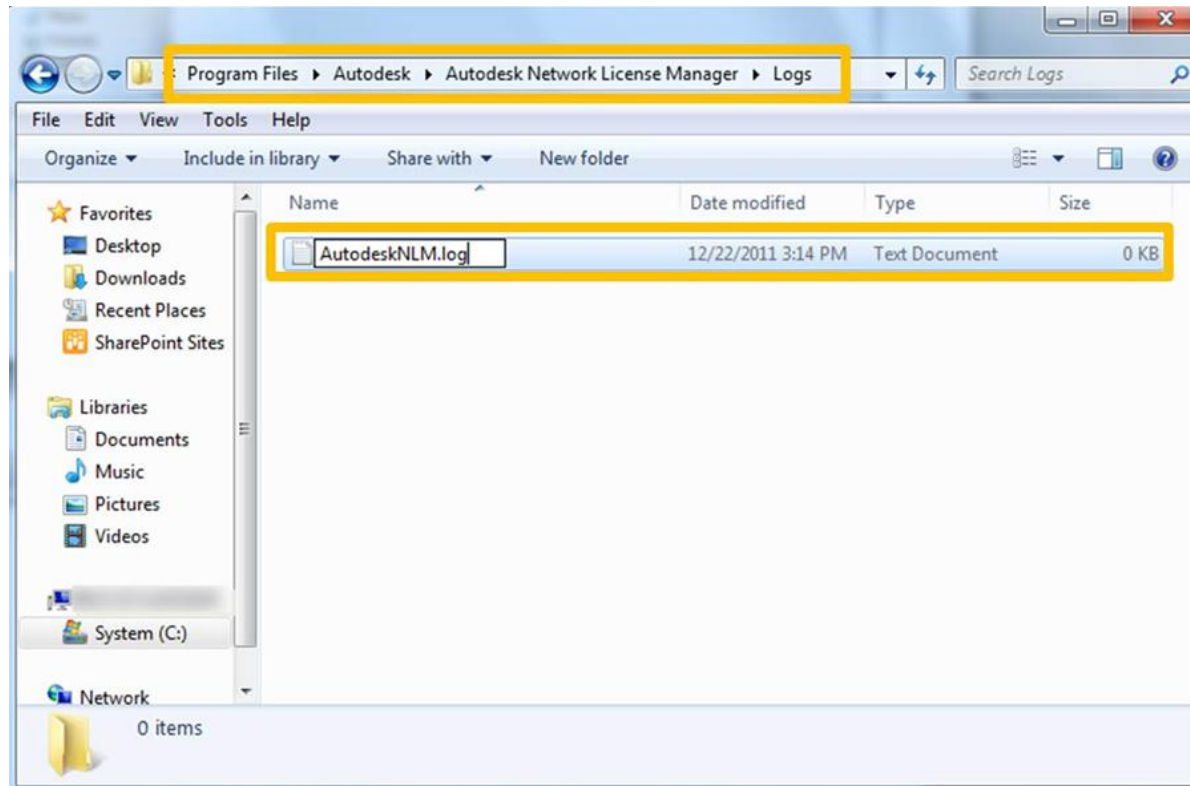 Program Files ▸ Autodesk ▸ Autodesk Network License Manager ▸ Logs
Search Logs
File Edit View Tools Help
Organize Include in library Share with New folder
Name Date modified Type Size
AutodeskNLM.log 12/22/2011 3:14 PM Text Document 0 KB
Favorites
Desktop
Downloads
Recent Places
SharePoint Sites
Libraries
Documents
Music
Pictures
Videos
System (C:)
Network
0 items